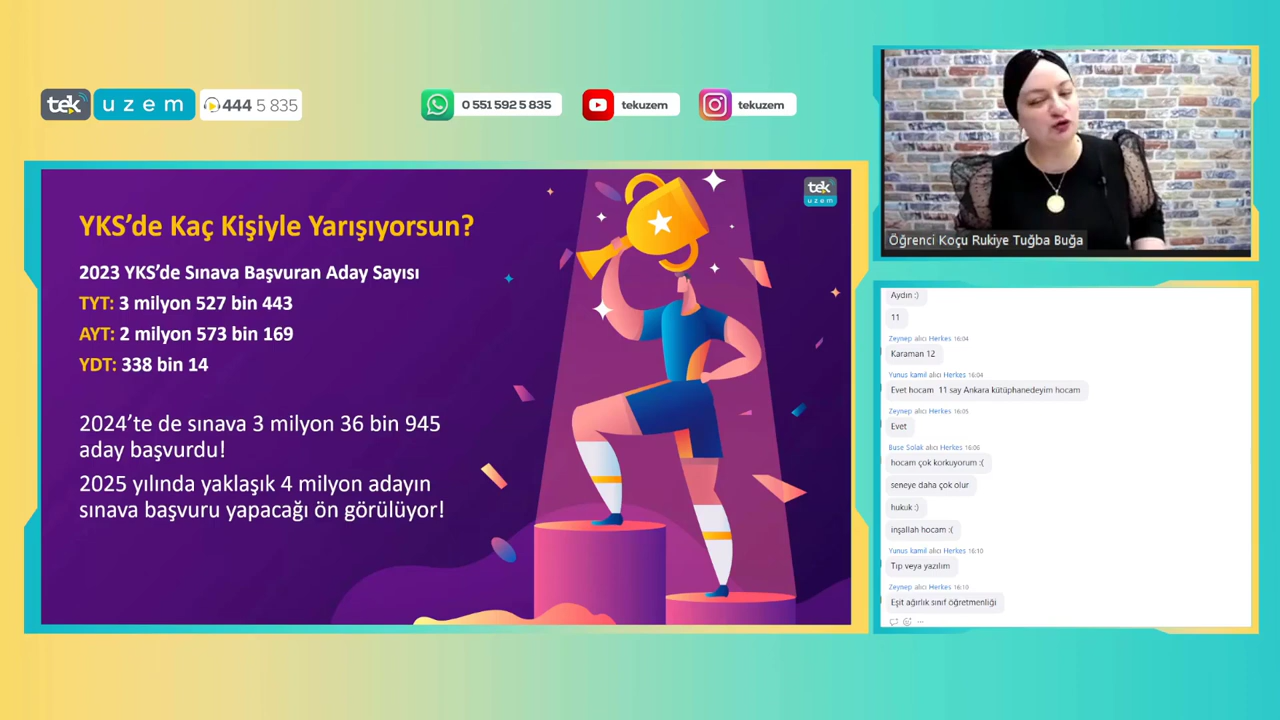 tek uzem 444 5 835
0 551 592 5 835
tekuzem
tekuzem
tek
uzem
YKS’de Kaç Kişiyle Yarışıyorsun?
2023 YKS’de Sınava Başvuran Aday Sayısı
TYT: 3 milyon 527 bin 443
AYT: 2 milyon 573 bin 169
YDT: 338 bin 14
2024’te de sınava 3 milyon 36 bin 945
aday başvurdu!
2025 yılında yaklaşık 4 milyon adayın
sınava başvuru yapacağı ön görülüyor!
Öğrenci Koçu Rukiye Tuğba Buğa
Aydın :)
11
Zeynep alıcı Herkes 16:04
Karaman 12
Yunus kamil alıcı Herkes 16:04
Evet hocam 11 say Ankara kütüphanedeyim hocam
Zeynep alıcı Herkes 16:05
Evet
Buse Solak alıcı Herkes 16:06
hocam çok korkuyorum :(
seneye daha çok olur
hukuk :)
inşallah hocam :(
Yunus kamil alıcı Herkes 16:10
Tıp veya yazılım
Zeynep alıcı Herkes 16:10
Eşit ağırlık sınıf öğretmenliği